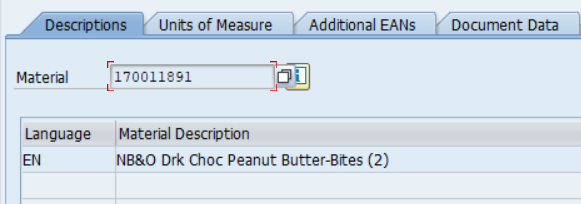 Descriptions Units of Measure Additional EANs Document Data
Material 170011891
Language Material Description
EN NB&O Drk Choc Peanut Butter-Bites (2)